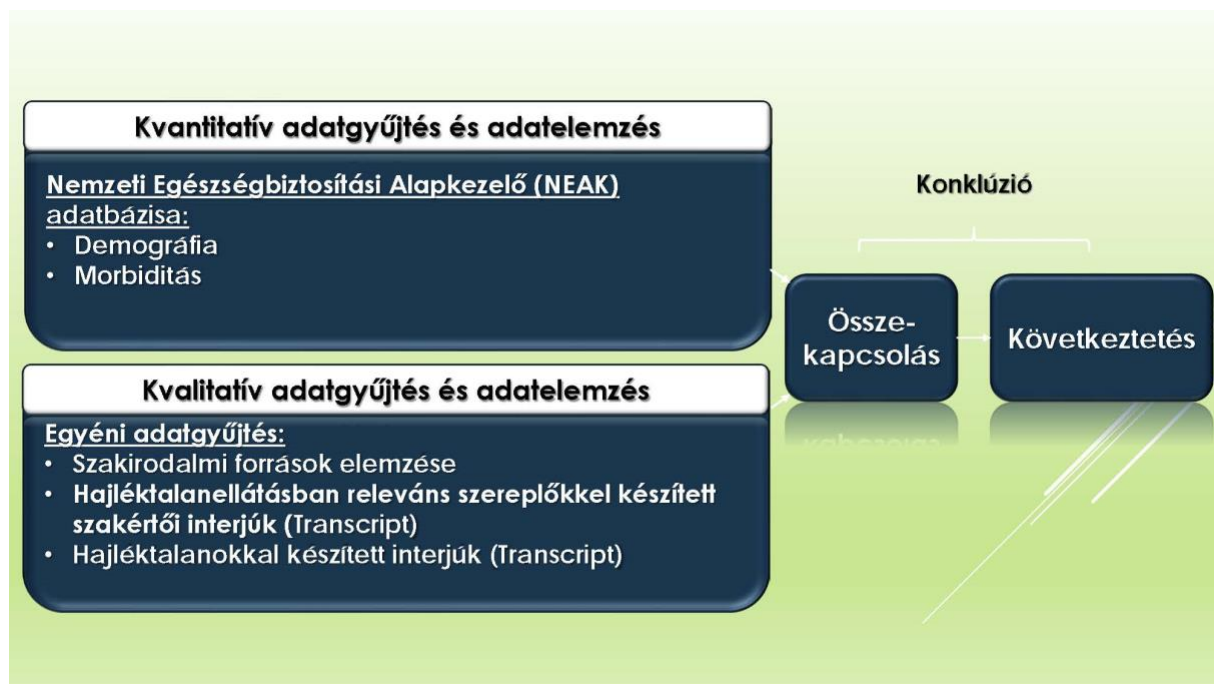 Kvantitatív adatgyűjtés és adatelemzés
Nemzeti Egészségbiztosítási Alapkezelő (NEAK)
adatbázisa:
• Demográfia
• Morbiditás
Kvalitatív adatgyűjtés és adatelemzés
Egyéni adatgyűjtés:
• Szakirodalmi források elemzése
• Hajléktalanellátásban releváns szereplőkkel készített
szakértői interjúk (Transcript)
• Hajléktalanokkal készített interjúk (Transcript)
Konklúzió
Össze-
kapcsolás
Következtetés